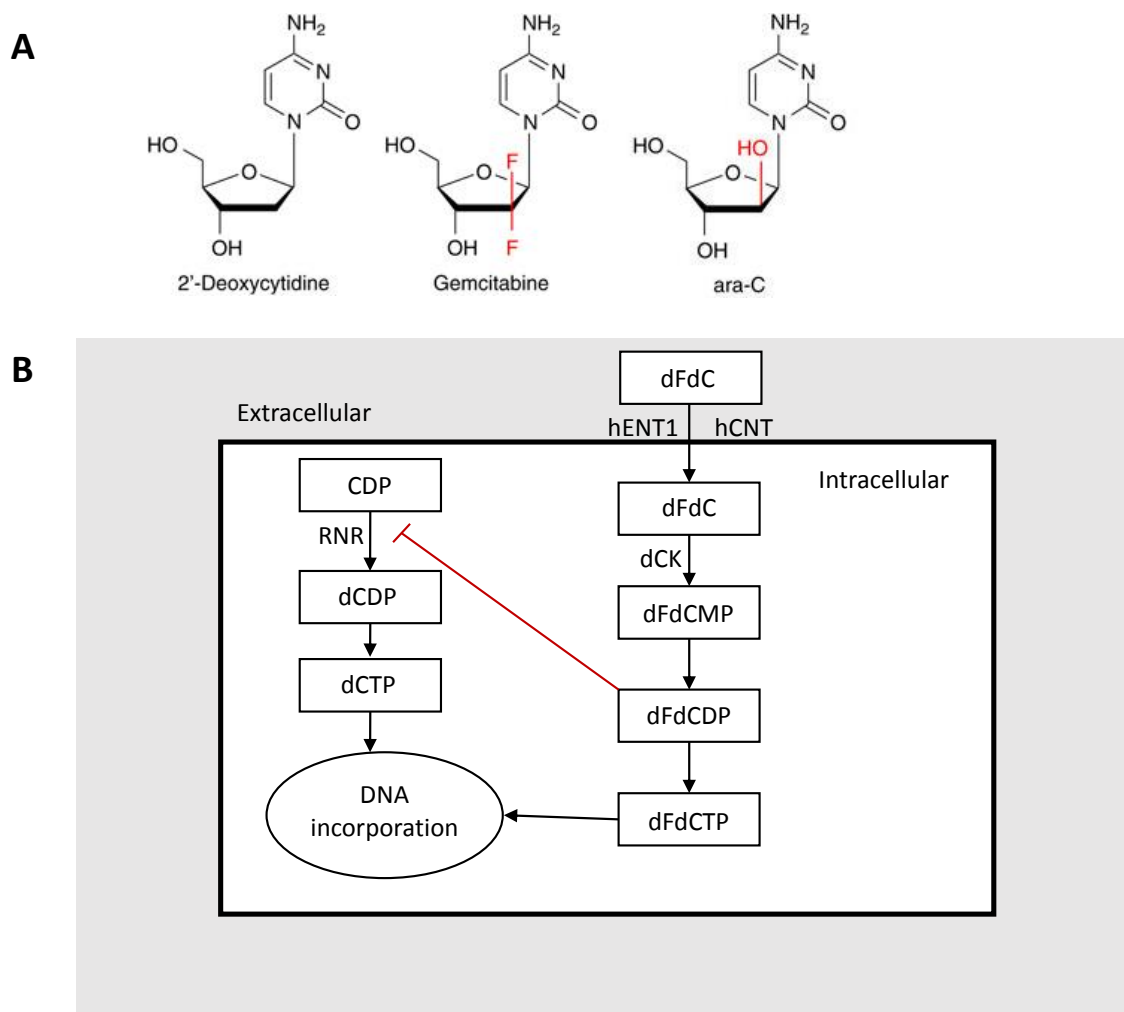 A
NH₂
N
N
O
HO
O
OH
2'-Deoxycytidine
NH₂
N
N
O
HO
O
F
F
OH
Gemcitabine
NH₂
N
N
O
HO
HO
O
OH
ara-C
B
dFdC
Extracellular
hENT1 hCNT
Intracellular
CDP
dFdC
RNR
dCK
dCDP
dFdCMP
dCTP
dFdCDP
DNA
incorporation
dFdCTP